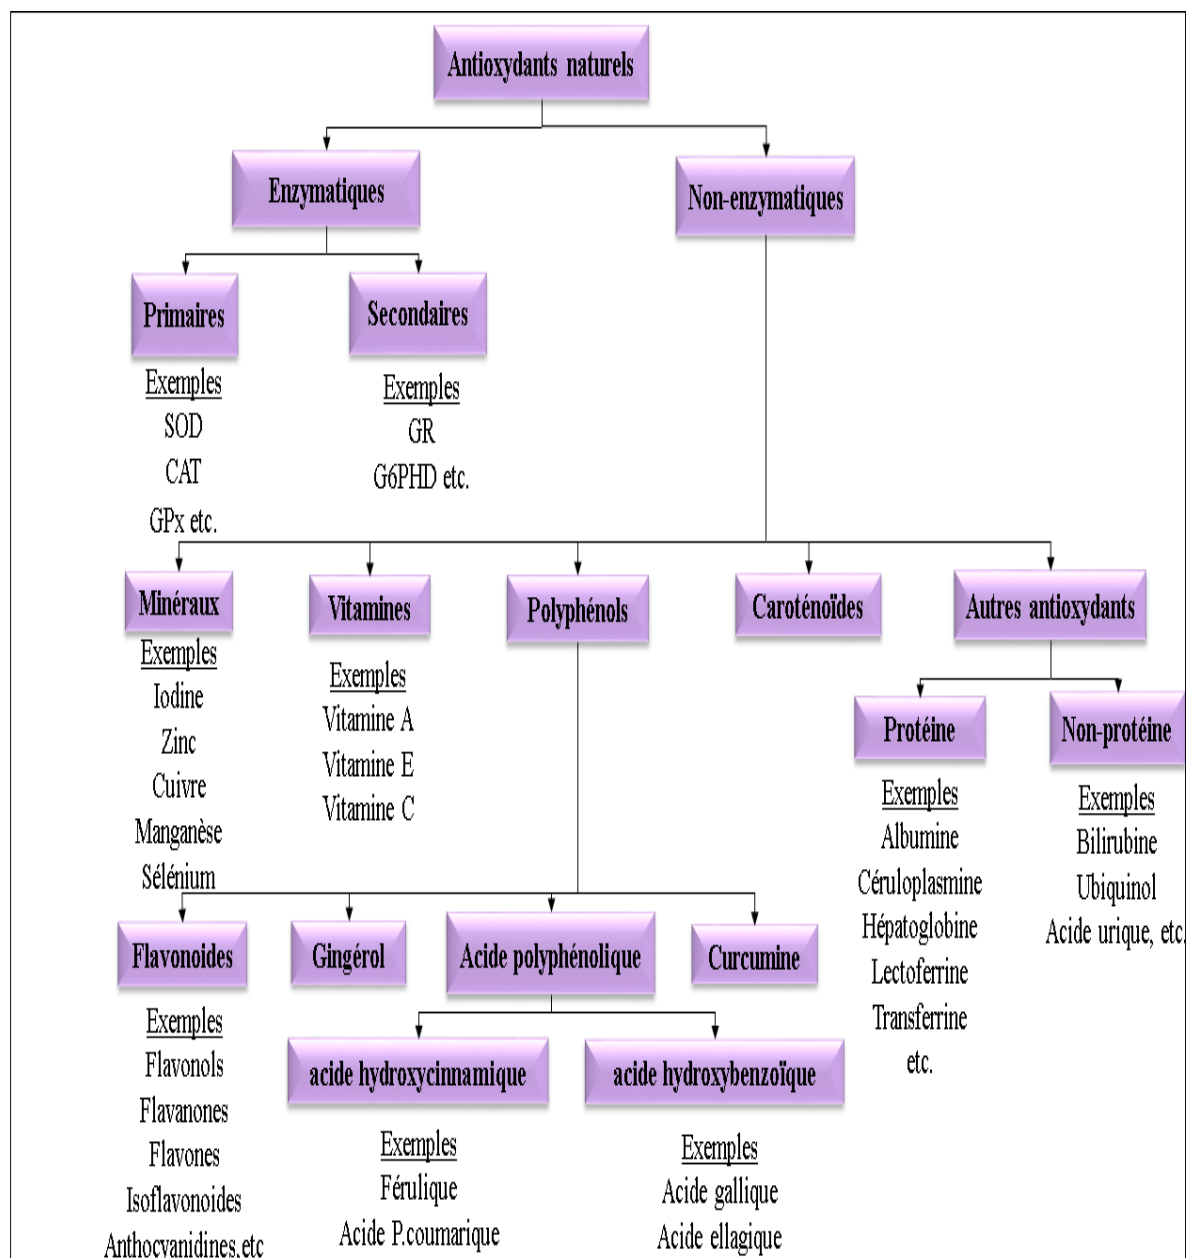 Antioxydants naturels
Enzymatiques
Non-enzymatiques
Primaires
Exemples
SOD
CAT
GPx etc.
Secondaires
Exemples
GR
G6PHD etc.
Minéraux
Exemples
Iodine
Zinc
Cuivre
Manganèse
Sélénium
Vitamines
Exemples
Vitamine A
Vitamine E
Vitamine C
Polyphénols
Caroténoïdes
Autres antioxydants
Protéine
Exemples
Albumine
Céruloplasmine
Hépatoglobine
Lectoferrine
Transferrine
etc.
Non-protéine
Exemples
Bilirubine
Ubiquinol
Acide urique, etc.
Flavonoides
Exemples
Flavonols
Flavanones
Flavones
Isoflavonoides
Anthocyanidines,etc
Gingérol
Acide polyphénolique
Curcumine
acide hydroxycinnamique
Exemples
Férulique
Acide P.coumarique
acide hydroxybenzoïque
Exemples
Acide gallique
Acide ellagique